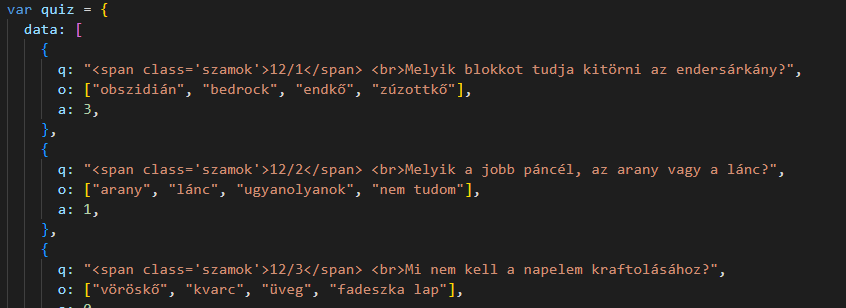 var quiz = {
data: [
{
q: "<span class='szamok'>12/1</span> <br>Melyik blokkot tudja kitörni az endersárkány?",
o: ["obszidián", "bedrock", "endkő", "zúzottkő"],
a: 3,
},
{
q: "<span class='szamok'>12/2</span> <br>Melyik a jobb páncél, az arany vagy a lánc?",
o: ["arany", "lánc", "ugyanolyanok", "nem tudom"],
a: 1,
},
{
q: "<span class='szamok'>12/3</span> <br>Mi nem kell a napelem kraftolásához?",
o: ["vöröskő", "kvarc", "üveg", "fadeszka lap"],